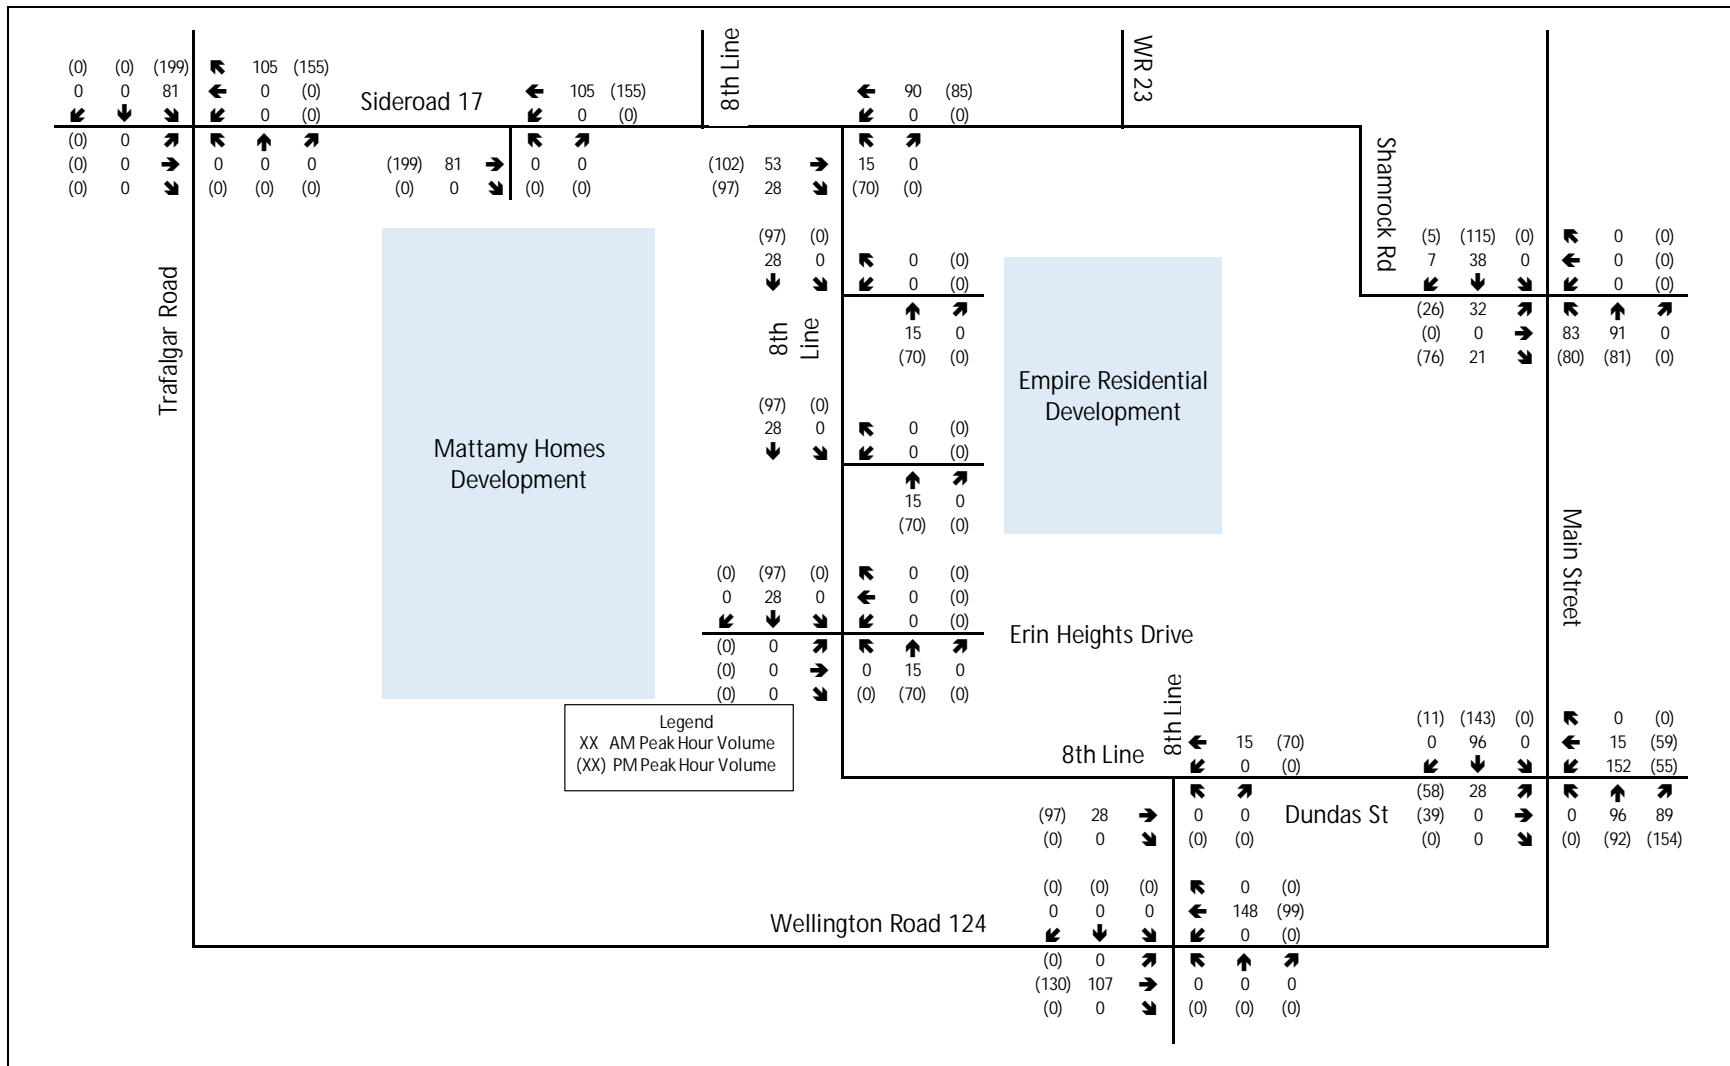 (0) (0) (199) 105 (155)
0 0 81 0 (0)
0 (0)
(0) 0
(0) 0 0 0 0
(0) 0 (0) (0) (0)
Sideroad 17
105 (155)
0 (0)
(199) 81 0 0
(0) 0 (0) (0)
8th Line
90 (85)
0 (0)
(102) 53 15 0
(97) 28 (70) (0)
WR 23
Shamrock Rd
(97) (0)
28 0 0 (0)
0 (0)
15 0
(70) (0)
8th
Line
Trafalgar Road
(5) (115) (0) 0 (0)
7 38 0 0 (0)
0 (0)
(26) 32
(0) 0 83 91 0
(76) 21 (80) (81) (0)
Empire Residential
Development
(97) (0)
28 0 0 (0)
0 (0)
15 0
(70) (0)
Mattamy Homes
Development
Main Street
(0) (97) (0) 0 (0)
0 28 0 0 (0)
0 (0)
(0) 0
(0) 0 0 15 0
(0) 0 (0) (70) (0)
Erin Heights Drive
Legend
XX AM Peak Hour Volume
(XX) PM Peak Hour Volume
8th Line
8th Line
15 (70)
0 (0)
(97) 28 0 0
(0) 0 (0) (0)
Dundas St
(11) (143) (0) 0 (0)
0 96 0 15 (59)
152 (55)
(58) 28
(39) 0 0 96 89
(0) 0 (0) (92) (154)
Wellington Road 124
(0) (0) (0) 0 (0)
0 0 0 148 (99)
0 (0)
(0) 0
(130) 107 0 0 0
(0) 0 (0) (0) (0)